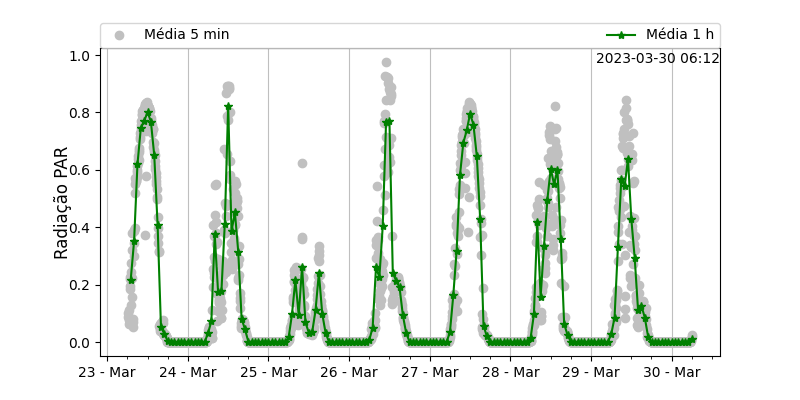 Média 5 min
Média 1 h
2023-03-30 06:12
Radiação PAR
1.0
0.8
0.6
0.4
0.2
0.0
23 - Mar
24 - Mar
25 - Mar
26 - Mar
27 - Mar
28 - Mar
29 - Mar
30 - Mar